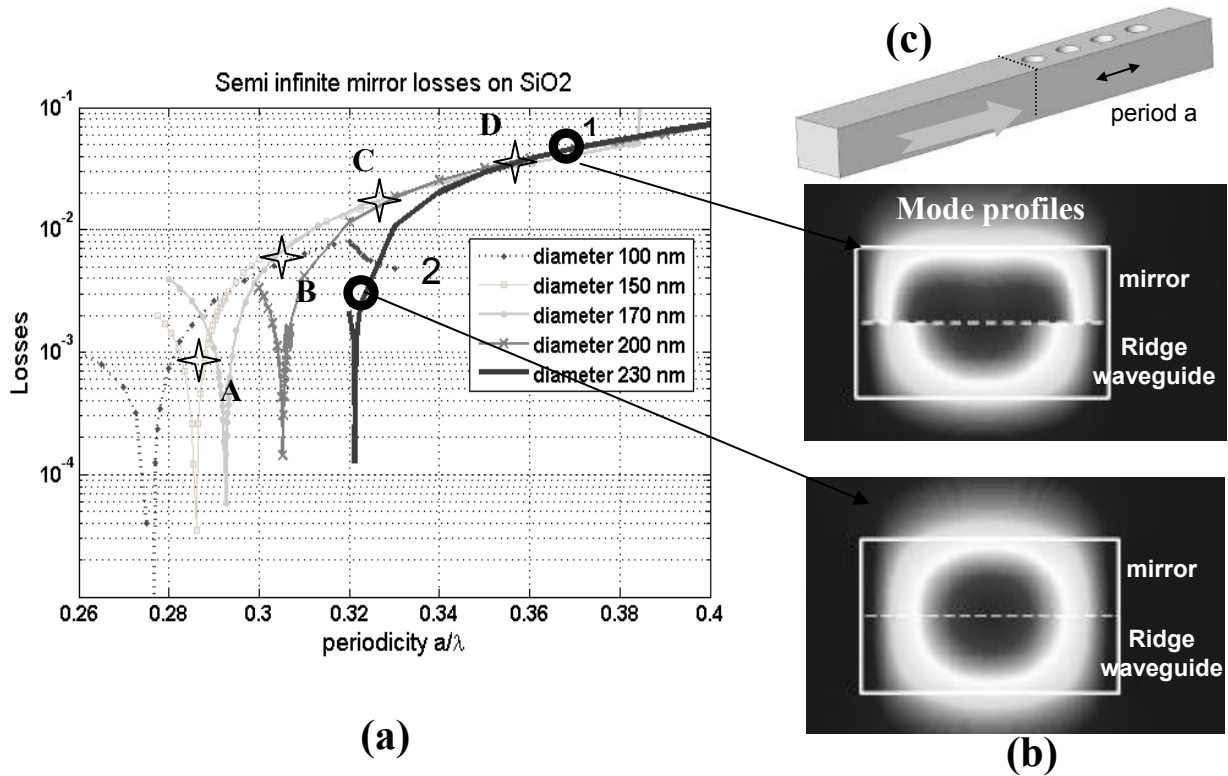 Semi infinite mirror losses on SiO2
10⁻¹
10⁻²
10⁻³
10⁻⁴
Losses
0.26 0.28 0.3 0.32 0.34 0.36 0.38 0.4
periodicity a/λ
A
B
C
D
1
2
diameter 100 nm
diameter 150 nm
diameter 170 nm
diameter 200 nm
diameter 230 nm
(a)
(c)
period a
Mode profiles
mirror
Ridge
waveguide
mirror
Ridge
waveguide
(b)